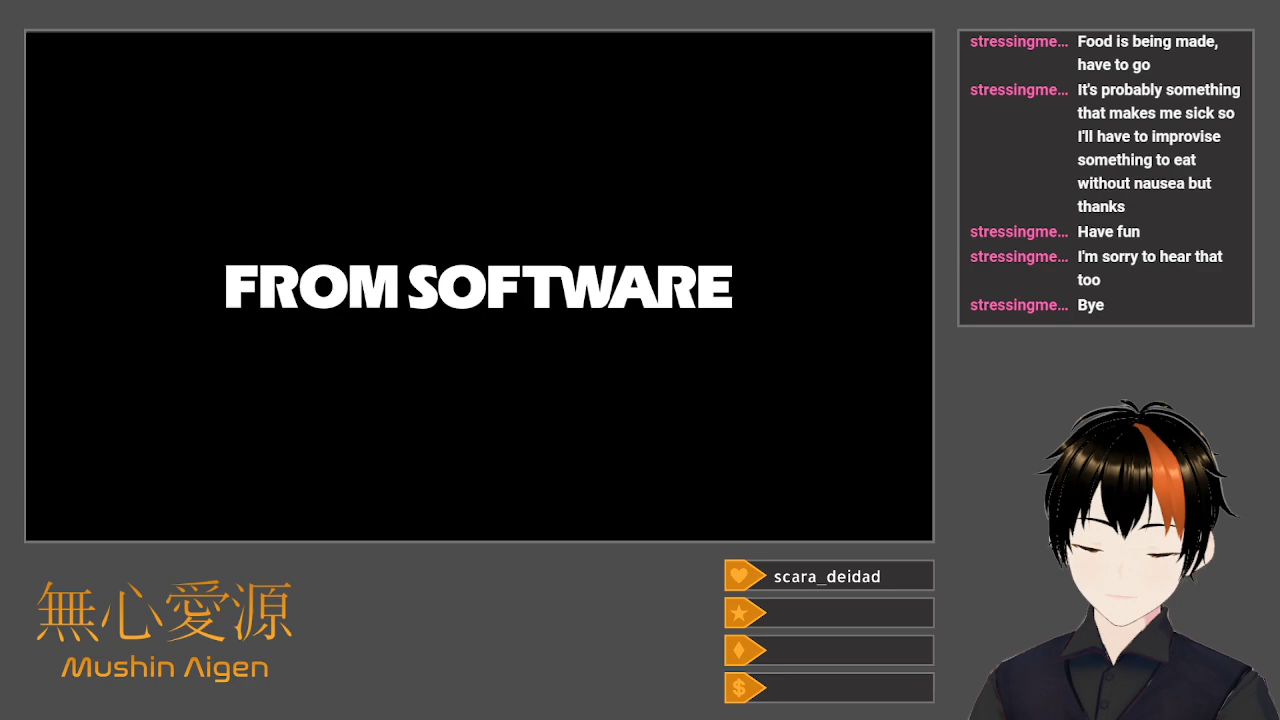 FROM SOFTWARE
stressingme... Food is being made,
have to go
stressingme... It's probably something
that makes me sick so
I'll have to improvise
something to eat
without nausea but
thanks
stressingme... Have fun
stressingme... I'm sorry to hear that
too
stressingme... Bye
scara_deidad
$
無心愛源
Mushin Aigen